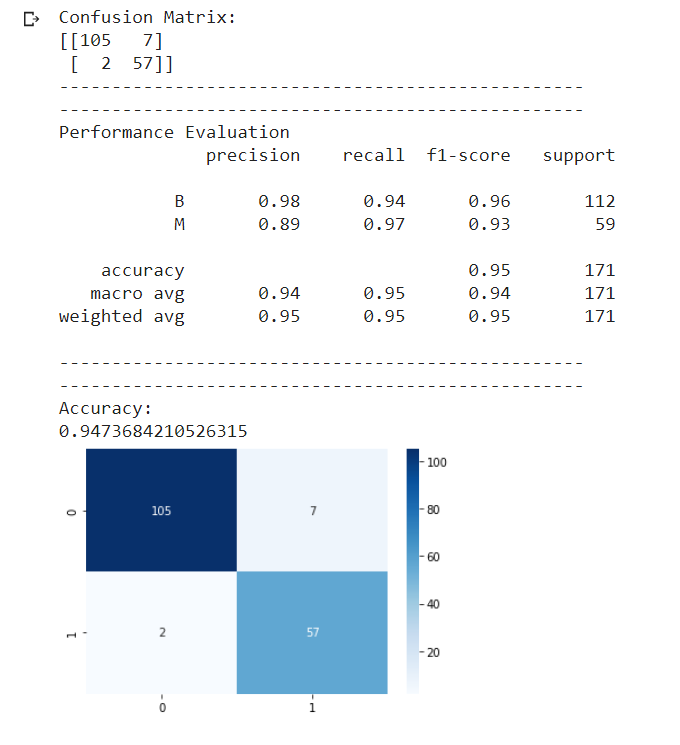 Confusion Matrix:
[[105   7]
 [  2  57]]
--------------------------------------------------
--------------------------------------------------
Performance Evaluation
              precision    recall  f1-score   support

           B       0.98      0.94      0.96       112
           M       0.89      0.97      0.93        59

    accuracy                           0.95       171
   macro avg       0.94      0.95      0.94       171
weighted avg       0.95      0.95      0.95       171

--------------------------------------------------
--------------------------------------------------
Accuracy:
0.9473684210526315
100
0 105 7
80
60
40
1 2 57
20
0 1